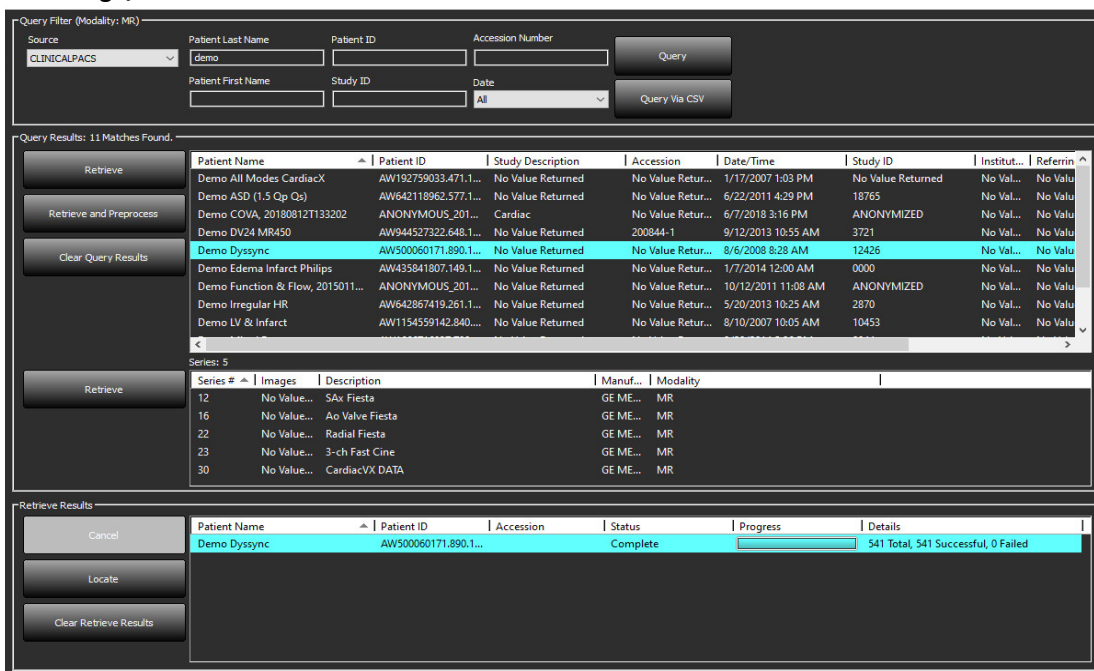 Query Filter (Modality: MR)
Source
Patient Last Name
Patient ID
Accession Number
CLINICALPACS
demo
Query
Patient First Name
Study ID
Date
All
Query Via CSV
Query Results: 11 Matches Found.
Retrieve
Retrieve and Preprocess
Clear Query Results
Patient Name Patient ID Study Description Accession Date/Time Study ID Institut... Referrin
Demo All Modes CardiacX AW192759033.471.1... No Value Returned No Value Retur... 1/17/2007 1:03 PM No Value Returned No Val... No Valu
Demo ASD (1.5 Qp Qs) AW642118962.577.1... No Value Returned No Value Retur... 6/22/2011 4:29 PM 18765 No Val... No Valu
Demo COVA, 20180812T133202 ANONYMOUS_201... Cardiac No Value Retur... 6/7/2018 3:16 PM ANONYMIZED No Val... No Valu
Demo DV24 MR450 AW944527322.648.1... No Value Returned 200844-1 9/12/2013 10:55 AM 3721 No Val... No Valu
Demo Dyssync AW500060171.890.1... No Value Returned No Value Retur... 8/6/2008 8:28 AM 12426 No Val... No Valu
Demo Edema Infarct Philips AW435841807.149.1... No Value Returned No Value Retur... 1/7/2014 12:00 AM 0000 No Val... No Valu
Demo Function & Flow, 2015011... ANONYMOUS_201... No Value Returned No Value Retur... 10/12/2011 11:08 AM ANONYMIZED No Val... No Valu
Demo Irregular HR AW642867419.261.1... No Value Returned No Value Retur... 5/20/2013 10:25 AM 2870 No Val... No Valu
Demo LV & Infarct AW1154559142.840.... No Value Returned No Value Retur... 8/10/2007 10:05 AM 10453 No Val... No Valu
Series: 5
Retrieve
Series # Images Description Manuf... Modality
12 No Value... SAx Fiesta GE ME... MR
16 No Value... Ao Valve Fiesta GE ME... MR
22 No Value... Radial Fiesta GE ME... MR
23 No Value... 3-ch Fast Cine GE ME... MR
30 No Value... CardiacVX DATA GE ME... MR
Retrieve Results
Cancel
Locate
Clear Retrieve Results
Patient Name Patient ID Accession Status Progress Details
Demo Dyssync AW500060171.890.1... Complete 541 Total, 541 Successful, 0 Failed